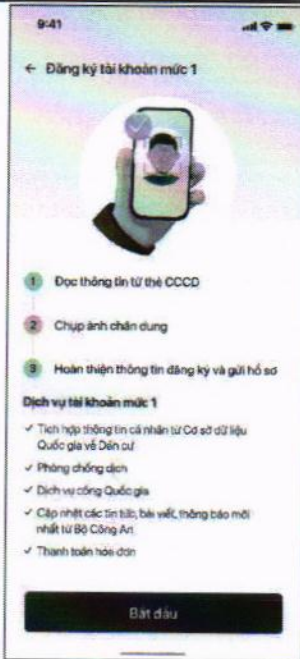 9:41
← Đăng ký tài khoản mức 1
1 Đọc thông tin từ thẻ CCCD
2 Chụp ảnh chân dung
3 Hoàn thiện thông tin đăng ký và gửi hồ sơ
Dịch vụ tài khoản mức 1
✓ Tích hợp thông tin cá nhân từ Cơ sở dữ liệu
Quốc gia về Dân cư
✓ Phòng chống dịch
✓ Dịch vụ công Quốc gia
✓ Cập nhật các tin tức, bài viết, thông báo mới
nhất từ Bộ Công An
✓ Thanh toán hóa đơn
Bắt đầu